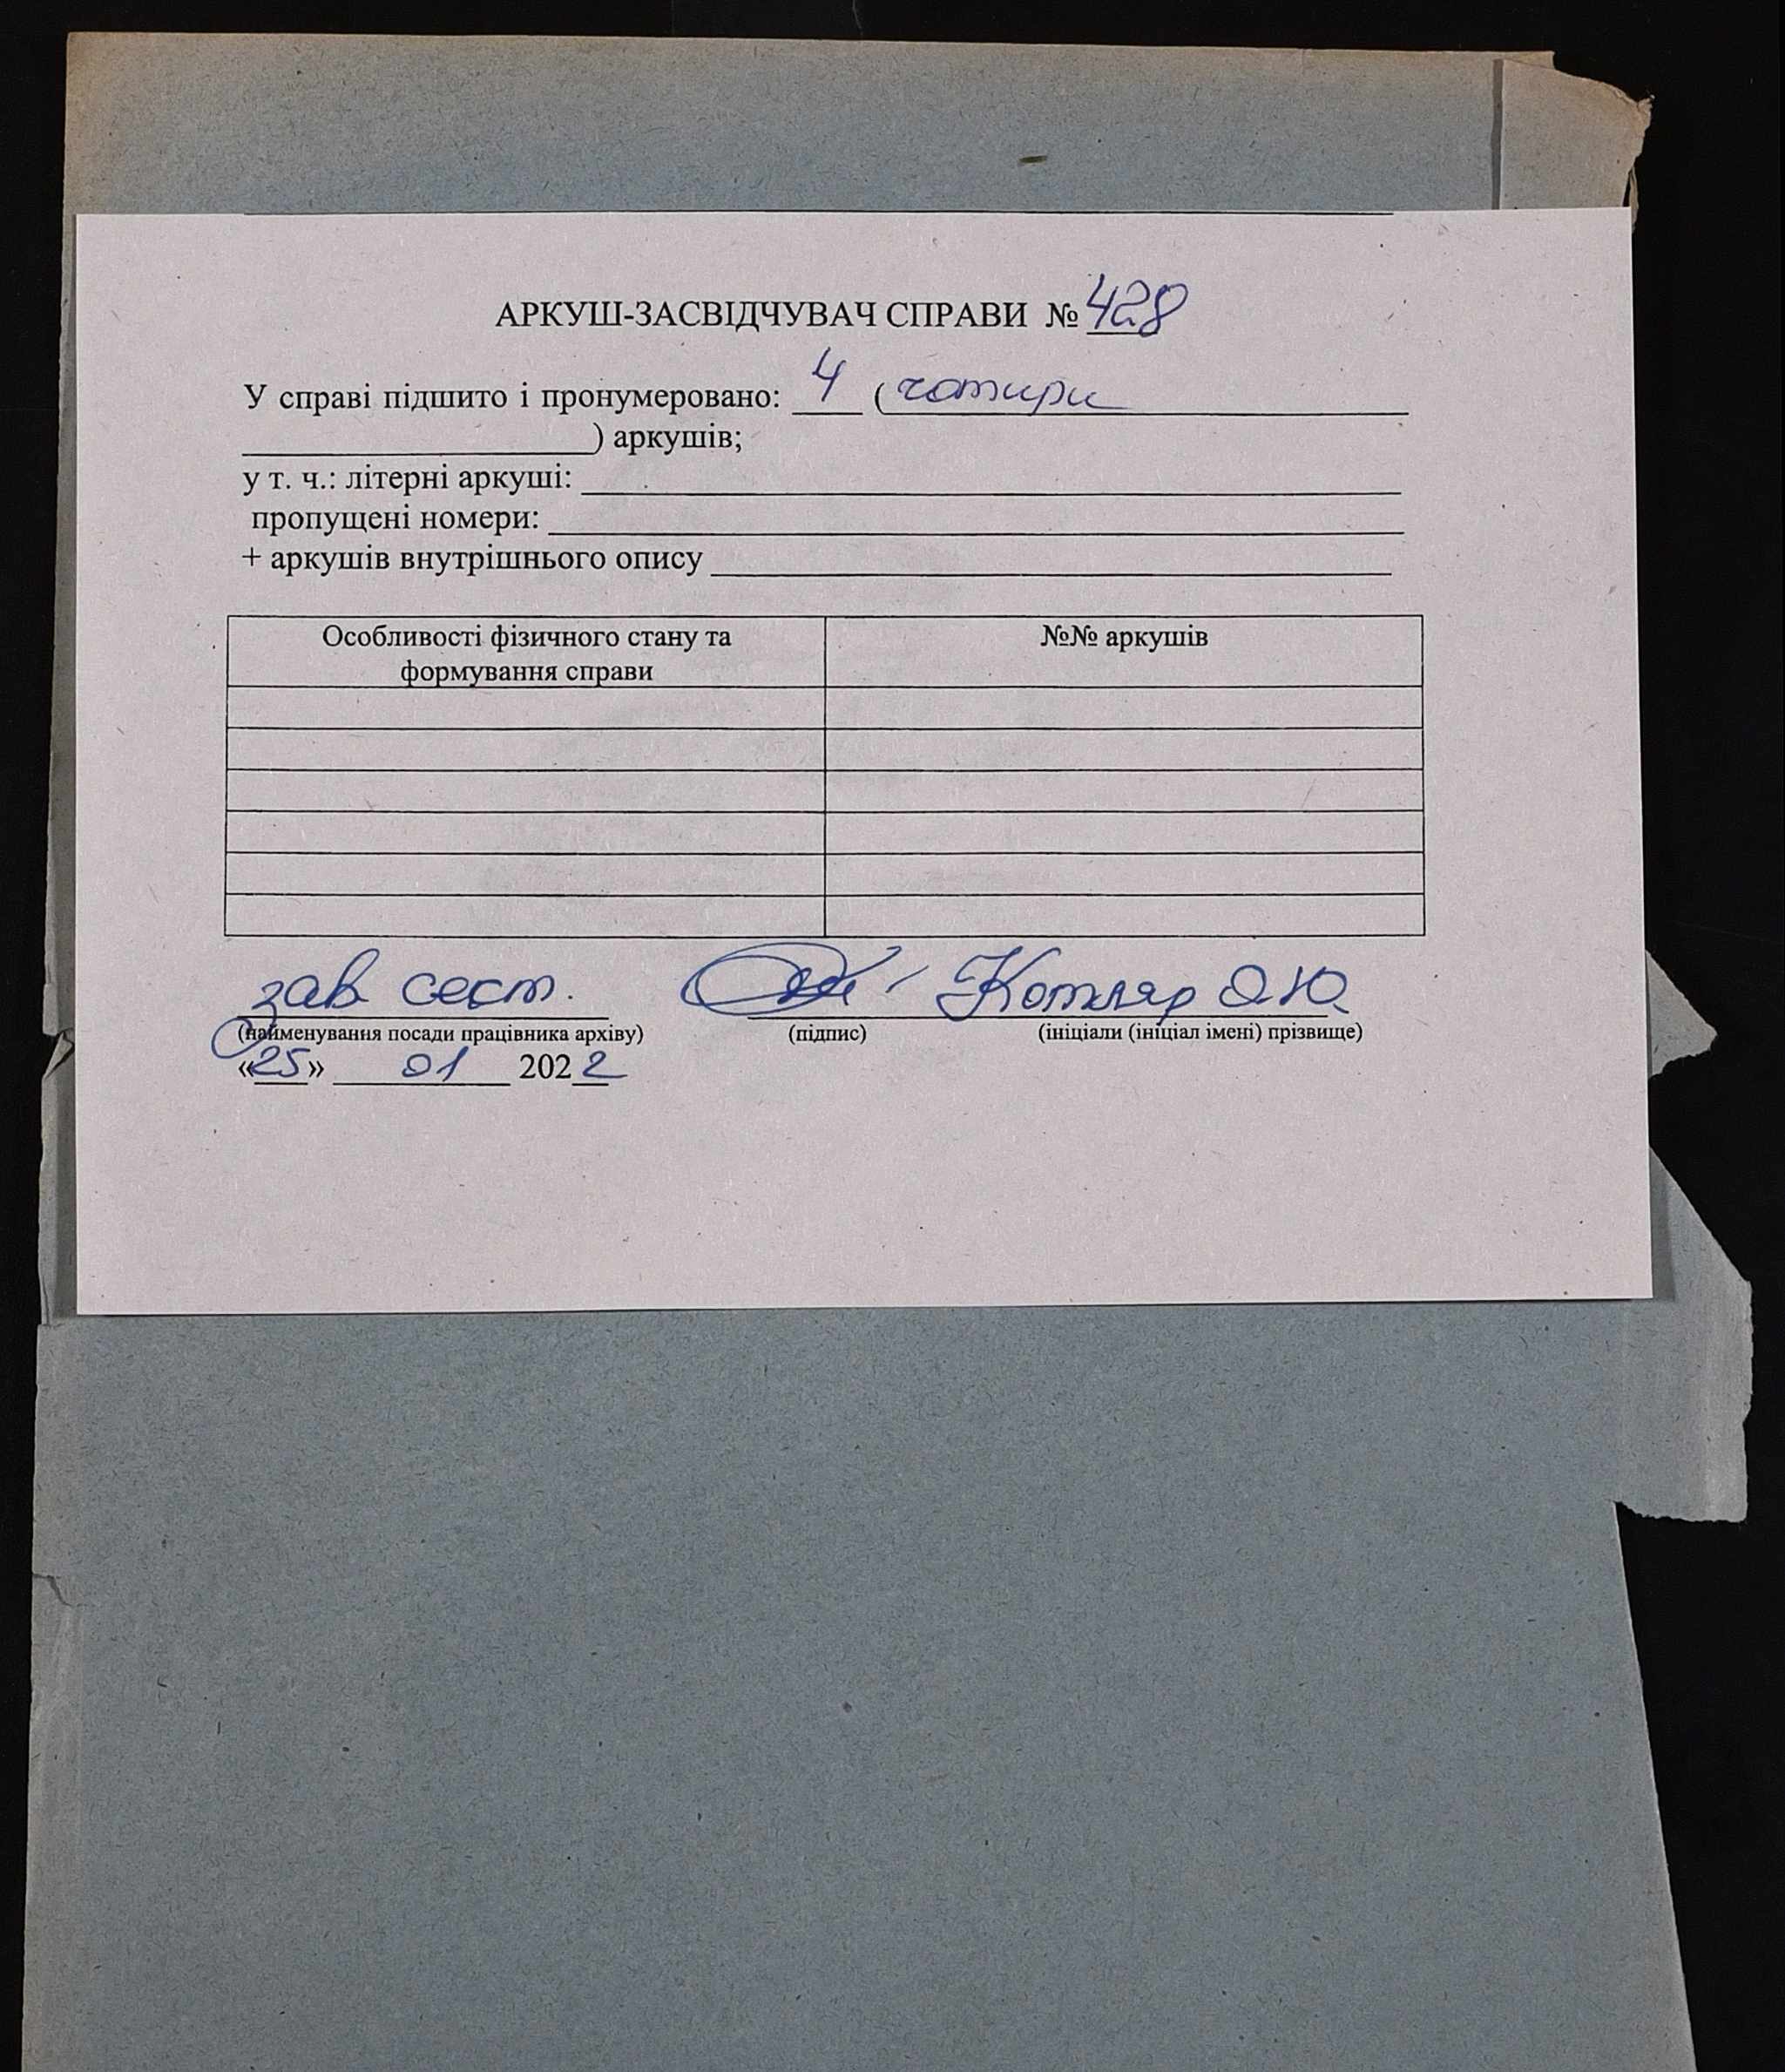 АРКУШ-ЗАСВІДЧУВАЧ СПРАВИ № 428
У справі підшито і пронумеровано: 4 (чотири
) аркушів;
у т. ч.: літерні аркуші:
пропущені номери:
+ аркушів внутрішнього опису
Особливості фізичного стану та формування справи №№ аркушів
зав сект. Котляр О.Ю.
(найменування посади працівника архіву) (підпис) (ініціали (ініціал імені) прізвище)
«25» 01 2022